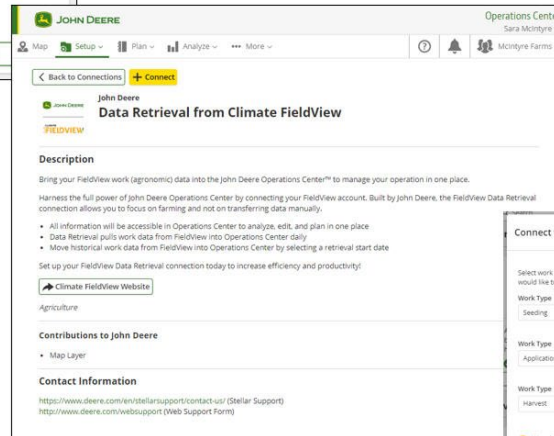 JOHN DEERE
Operations Cent
Sara McIntyre
Map Setup Plan Analyze More
McIntyre Farms
Back to Connections + Connect
JOHN DEERE
FIELDVIEW
John Deere
Data Retrieval from Climate FieldView
Description
Bring your FieldView work (agronomic) data into the John Deere Operations Center™ to manage your operation in one place.
Harness the full power of John Deere Operations Center by connecting your FieldView account. Built by John Deere, the FieldView Data Retrieval
connection allows you to focus on farming and not on transferring data manually.
• All information will be accessible in Operations Center to analyze, edit, and plan in one place
• Data Retrieval pulls work data from FieldView into Operations Center daily
• Move historical work data from FieldView into Operations Center by selecting a retrieval start date
Set up your FieldView Data Retrieval connection today to increase efficiency and productivity!
Climate FieldView Website
Agriculture
Contributions to John Deere
• Map Layer
Contact Information
https://www.deere.com/en/stellarsupport/contact-us/ (Stellar Support)
http://www.deere.com/websupport (Web Support Form)
Connect
Select work
would like t
Work Type
Seeding
Work Type
Applicatio
Work Type
Harvest